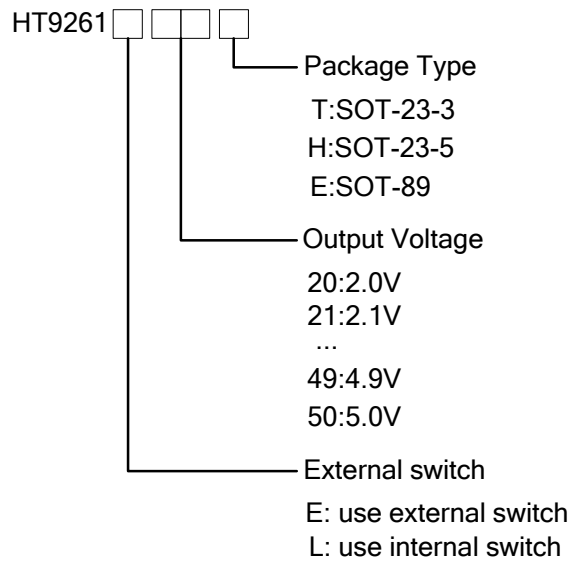 HT9261
Package Type
T:SOT-23-3
H:SOT-23-5
E:SOT-89
Output Voltage
20:2.0V
21:2.1V
...
49:4.9V
50:5.0V
External switch
E: use external switch
L: use internal switch